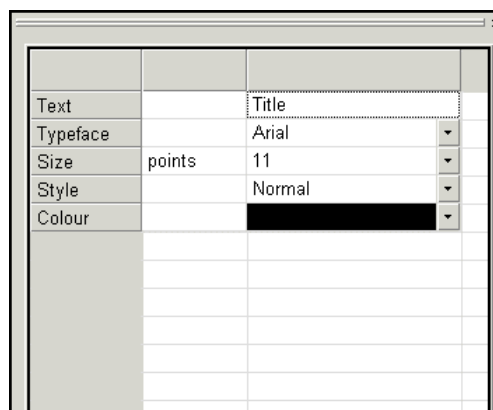 Text Title
Typeface Arial
Size points 11
Style Normal
Colour